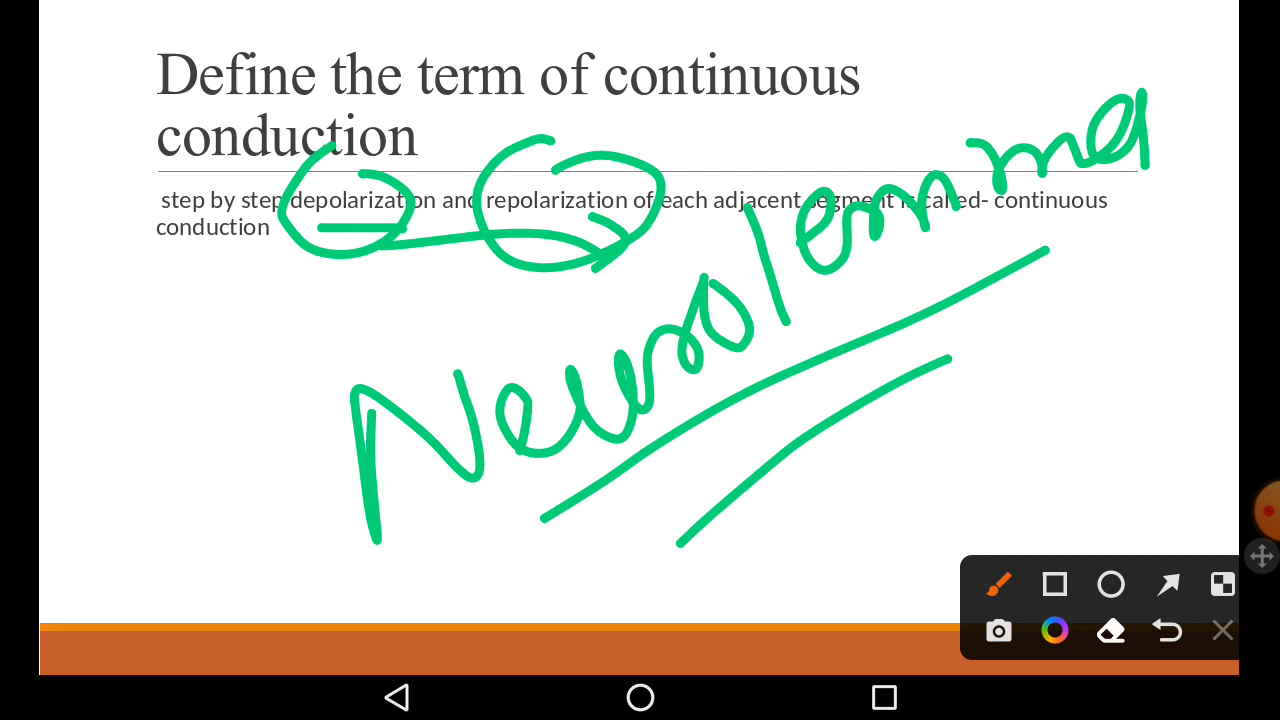 Define the term of continuous
conduction
step by step depolarization and repolarization of each adjacent segment is called- continuous
conduction
Neurolemma